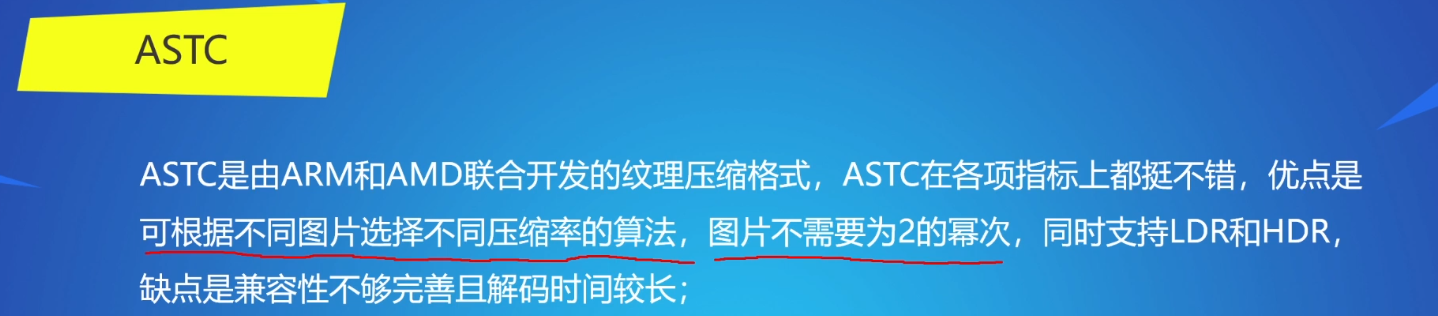 ASTC
ASTC是由ARM和AMD联合开发的纹理压缩格式，ASTC在各项指标上都挺不错，优点是
可根据不同图片选择不同压缩率的算法，图片不需要为2的幂次，同时支持LDR和HDR，
缺点是兼容性不够完善且解码时间较长；